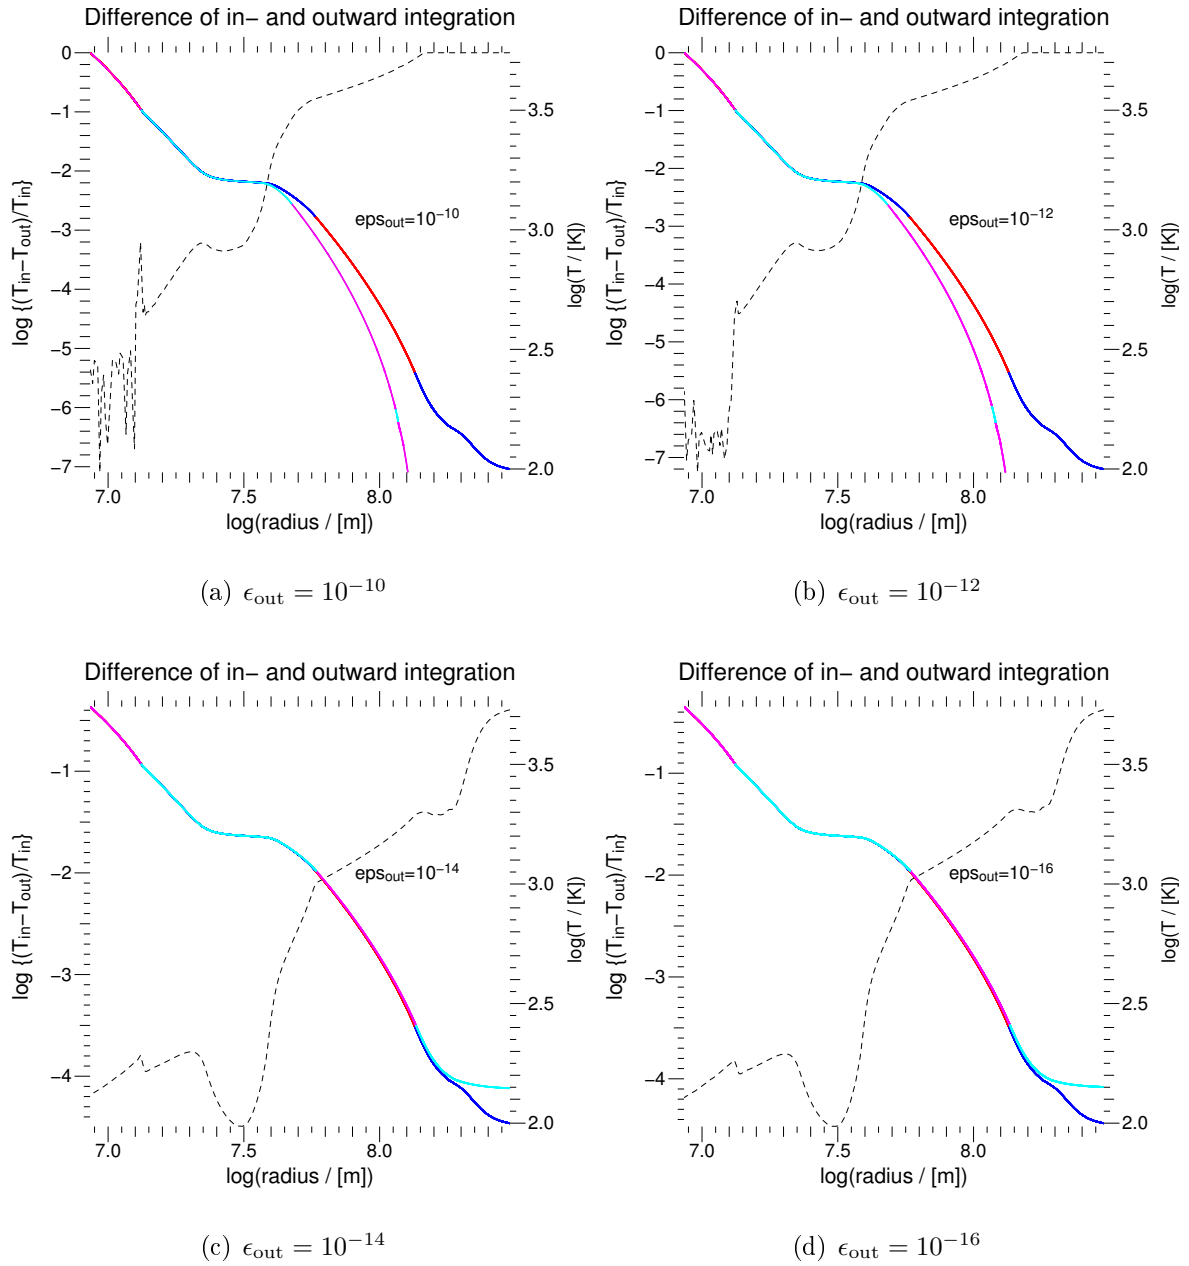 Difference of in− and outward integration
0
−1
−2
−3
−4
−5
−6
−7
log {(T_in−T_out)/T_in}
eps_out=10^−10
3.5
3.0
2.5
2.0
log(T / [K])
7.0 7.5 8.0
log(radius / [m])
(a) ϵ_out = 10^−10
Difference of in− and outward integration
0
−1
−2
−3
−4
−5
−6
−7
log {(T_in−T_out)/T_in}
eps_out=10^−12
3.5
3.0
2.5
2.0
log(T / [K])
7.0 7.5 8.0
log(radius / [m])
(b) ϵ_out = 10^−12
Difference of in− and outward integration
−1
−2
−3
−4
log {(T_in−T_out)/T_in}
eps_out=10^−14
3.5
3.0
2.5
2.0
log(T / [K])
7.0 7.5 8.0
log(radius / [m])
(c) ϵ_out = 10^−14
Difference of in− and outward integration
−1
−2
−3
−4
log {(T_in−T_out)/T_in}
eps_out=10^−16
3.5
3.0
2.5
2.0
log(T / [K])
7.0 7.5 8.0
log(radius / [m])
(d) ϵ_out = 10^−16